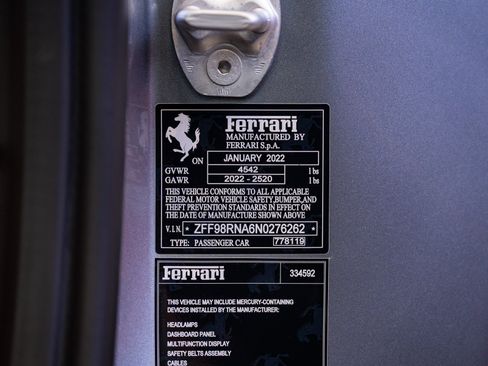 Ferrari
MANUFACTURED BY
FERRARI S.p.A.
ON JANUARY 2022
GVWR 4542 lbs
GAWR 2022 - 2520 lbs
THIS VEHICLE CONFORMS TO ALL APPLICABLE
FEDERAL MOTOR VEHICLE SAFETY,BUMPER,AND
THEFT PREVENTION STANDARDS IN EFFECT ON
THE DATE OF MANUFACTURE SHOWN ABOVE
V.I.N. * ZFF98RNA6N0276262 *
TYPE: PASSENGER CAR 778119
Ferrari 334592
THIS VEHICLE MAY INCLUDE MERCURY-CONTAINING
DEVICES INSTALLED BY THE MANUFACTURER:
HEADLAMPS
DASHBOARD PANEL
MULTIFUNCTION DISPLAY
SAFETY BELTS ASSEMBLY
CABLES